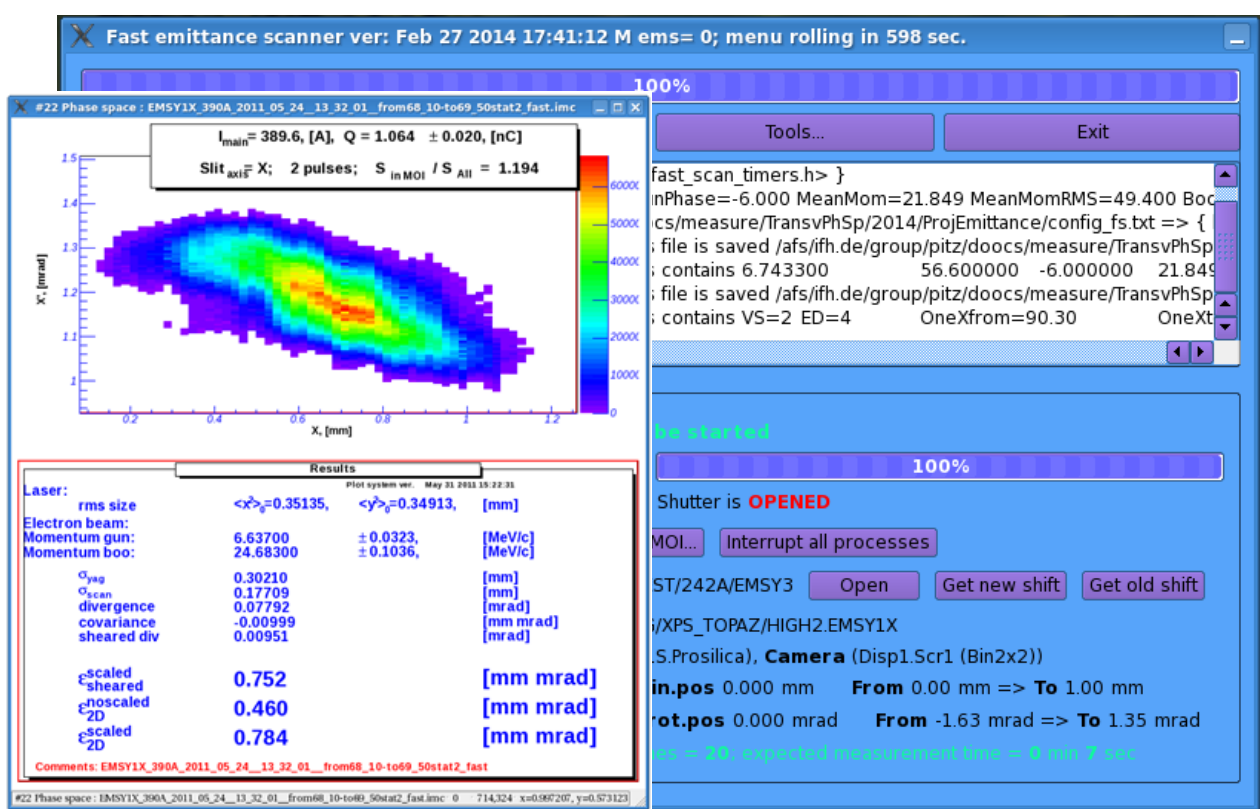 Fast emittance scanner ver: Feb 27 2014 17:41:12 M ems= 0; menu rolling in 598 sec.
100%
Tools...
Exit
fast_scan_timers.h> }
nPhase=-6.000 MeanMom=21.849 MeanMomRMS=49.400 Boo
cs/measure/TransvPhSp/2014/ProjEmittance/config_fs.txt => {
s file is saved /afs/ifh.de/group/pitz/doocs/measure/TransvPhSp
s contains 6.743300 56.600000 -6.000000 21.849
s file is saved /afs/ifh.de/group/pitz/doocs/measure/TransvPhSp
s contains VS=2 ED=4 OneXfrom=90.30 OneXt
be started
100%
Shutter is OPENED
MOI...
Interrupt all processes
ST/242A/EMSY3
Open
Get new shift
Get old shift
/XPS_TOPAZ/HIGH2.EMSY1X
.S.Prosilica), Camera (Disp1.Scr1 (Bin2x2))
in.pos 0.000 mm From 0.00 mm => To 1.00 mm
rot.pos 0.000 mrad From -1.63 mrad => To 1.35 mrad
es = 20; expected measurement time = 0 min 7 sec
#22 Phase space : EMSY1X_390A_2011_05_24__13_32_01__from68_10-to69_50stat2_fast.imc
I main= 389.6, [A], Q = 1.064 ± 0.020, [nC]
Slit axis= X; 2 pulses; S in MOI / S All = 1.194
X', [mrad]
1.5
1.4
1.3
1.2
1.1
1
0.2
0.4
0.6
0.8
1
1.2
X, [mm]
6000
5000
4000
3000
2000
1000
0
Results
Plot system ver. May 31 2011 15:22:31
Laser:
rms size <x²>₀=0.35135, <y²>₀=0.34913, [mm]
Electron beam:
Momentum gun: 6.63700 ± 0.0323, [MeV/c]
Momentum boo: 24.68300 ± 0.1036, [MeV/c]
σ yag 0.30210 [mm]
σ scan 0.17709 [mm]
divergence 0.07792 [mrad]
covariance -0.00999 [mm mrad]
sheared div 0.00951 [mrad]
ε scaled sheared 0.752 [mm mrad]
ε noscaled 2D 0.460 [mm mrad]
ε scaled 2D 0.784 [mm mrad]
Comments: EMSY1X_390A_2011_05_24__13_32_01__from68_10-to69_50stat2_fast
#22 Phase space : EMSY1X_390A_2011_05_24__13_32_01__from68_10-to69_50stat2_fast.imc 0 714,324 x=0.997207, y=0.573123